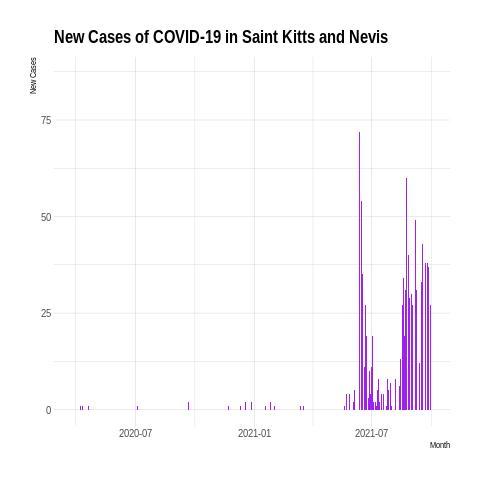 New Cases of COVID-19 in Saint Kitts and Nevis
New Cases
75
50
25
0
2020-07
2021-01
2021-07
Month